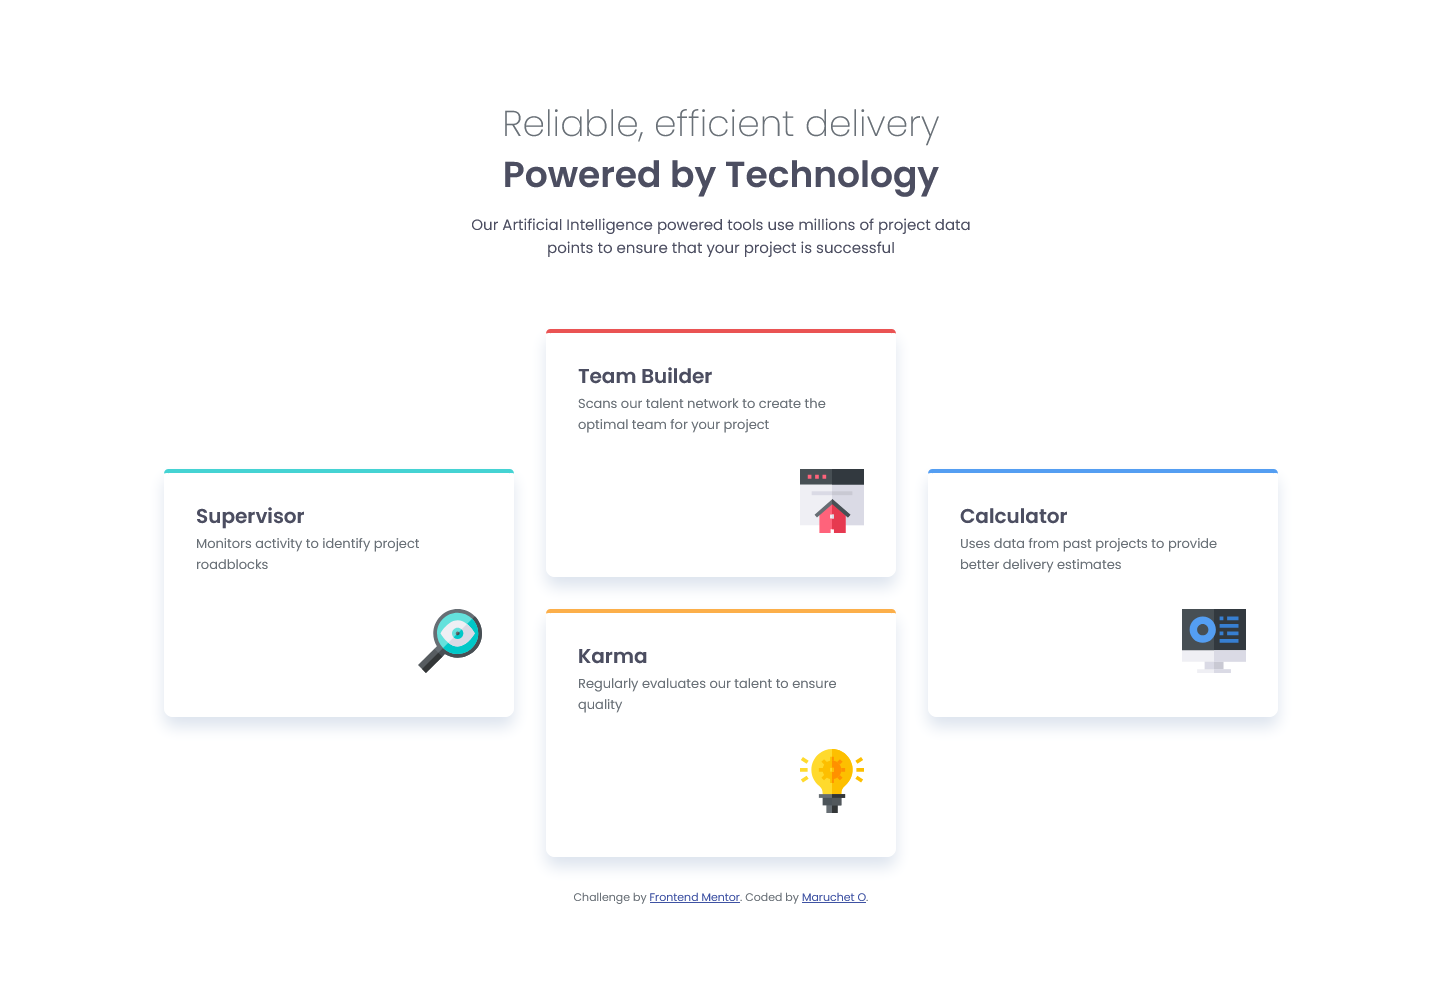 Reliable, efficient delivery
Powered by Technology
Our Artificial Intelligence powered tools use millions of project data
points to ensure that your project is successful
Supervisor
Monitors activity to identify project
roadblocks
Team Builder
Scans our talent network to create the
optimal team for your project
Karma
Regularly evaluates our talent to ensure
quality
Calculator
Uses data from past projects to provide
better delivery estimates
Challenge by Frontend Mentor. Coded by Maruchet O.